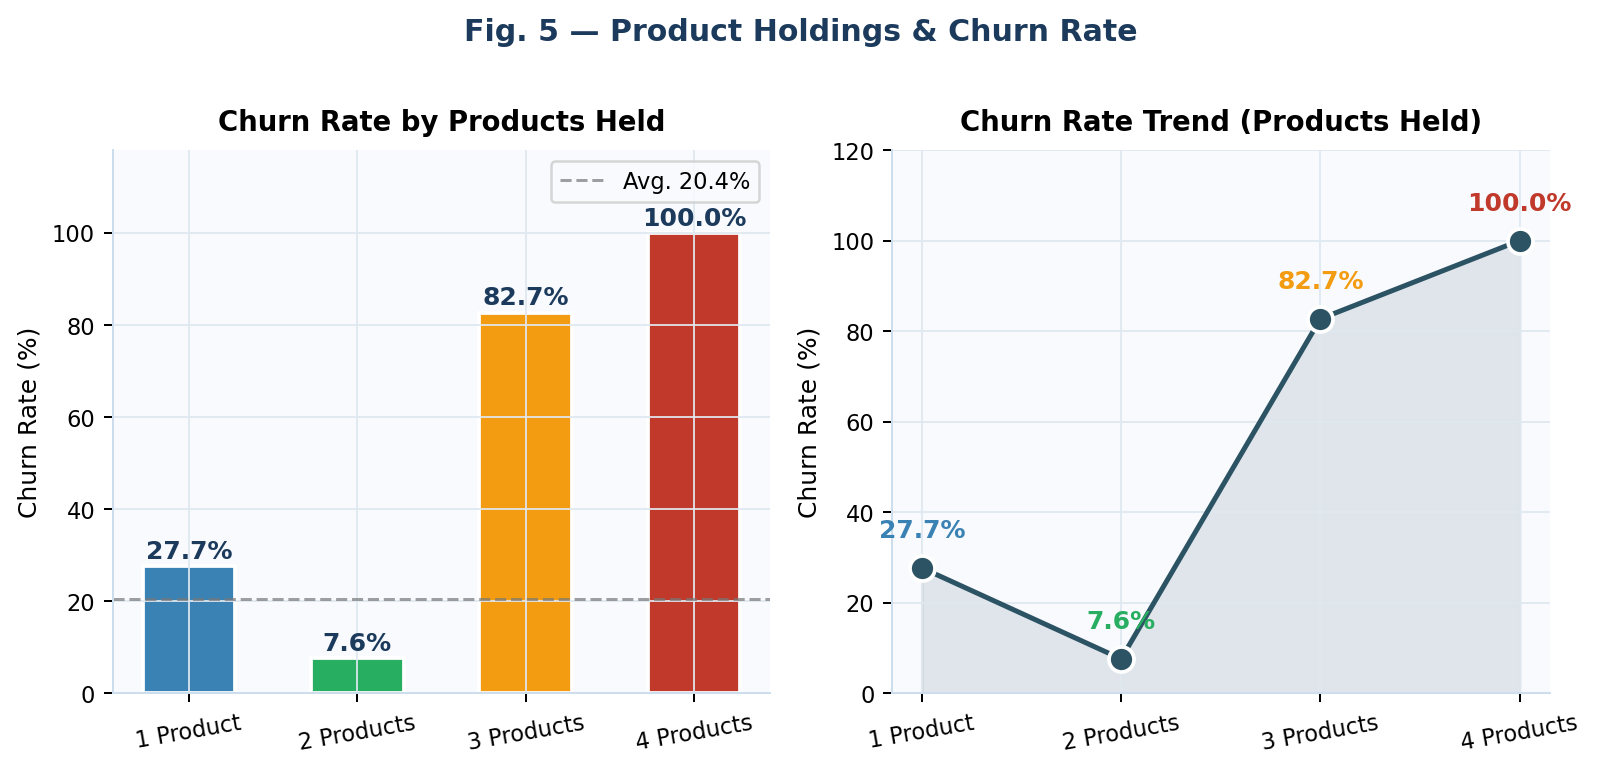 Fig. 5 — Product Holdings & Churn Rate
Churn Rate by Products Held
Churn Rate (%)
100
80
60
40
20
0
Avg. 20.4%
27.7%
7.6%
82.7%
100.0%
1 Product
2 Products
3 Products
4 Products
Churn Rate Trend (Products Held)
Churn Rate (%)
120
100
80
60
40
20
0
27.7%
7.6%
82.7%
100.0%
1 Product
2 Products
3 Products
4 Products